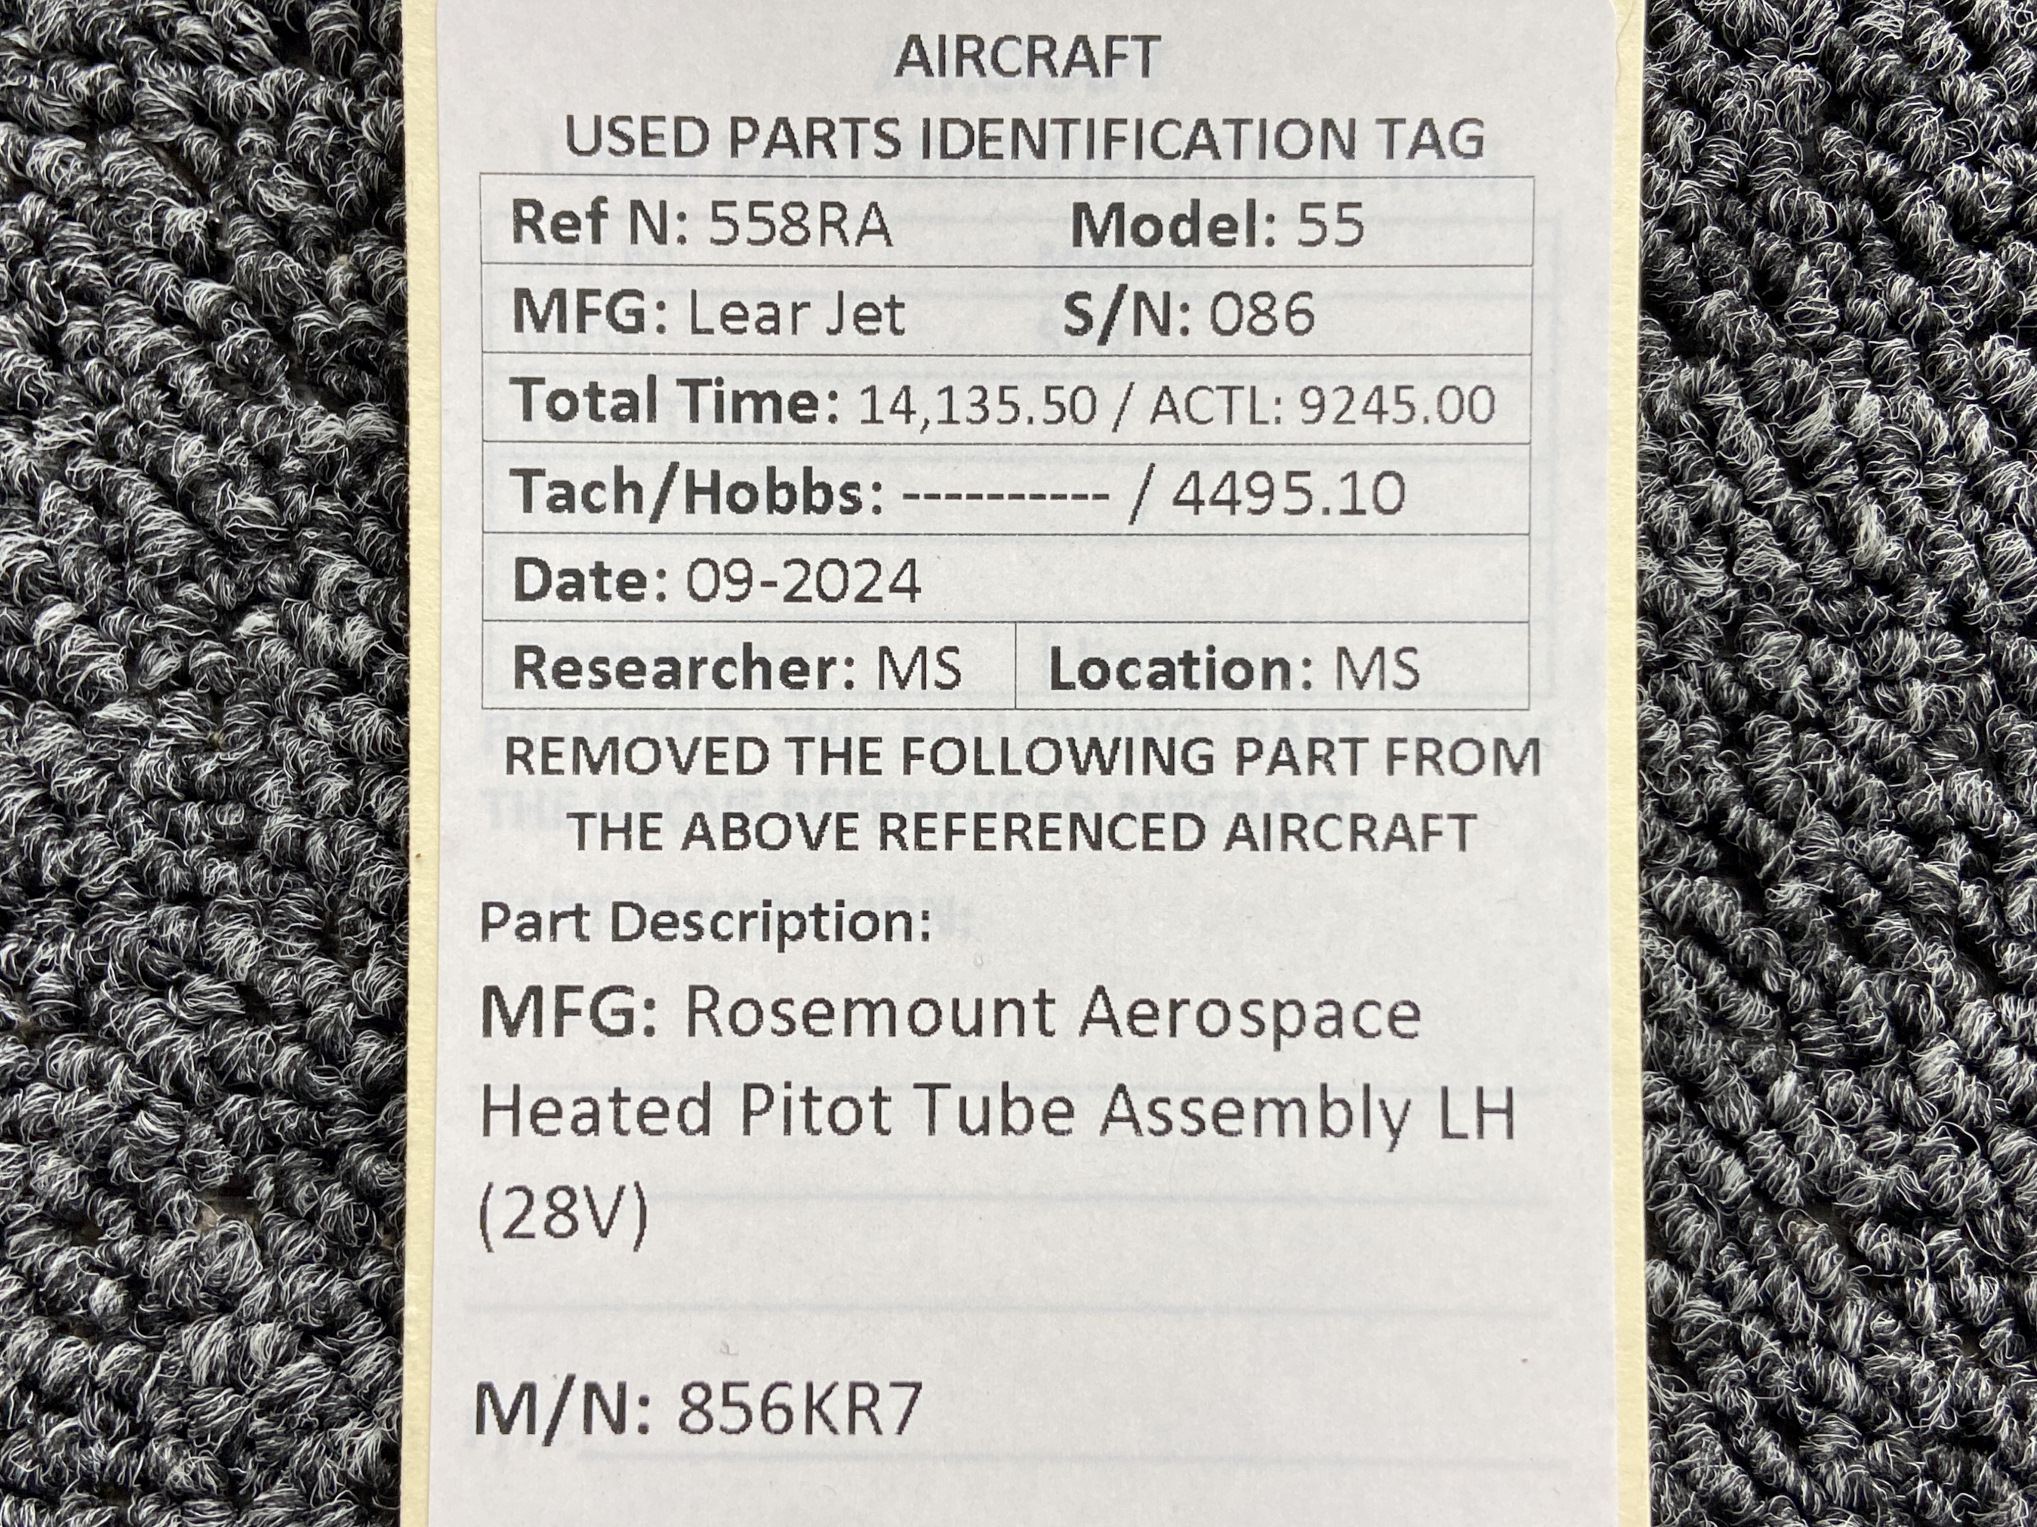 AIRCRAFT
USED PARTS IDENTIFICATION TAG
Ref N: 558RA Model: 55
MFG: Lear Jet S/N: 086
Total Time: 14,135.50 / ACTL: 9245.00
Tach/Hobbs: ---------- / 4495.10
Date: 09-2024
Researcher: MS Location: MS
REMOVED THE FOLLOWING PART FROM
THE ABOVE REFERENCED AIRCRAFT
Part Description:
MFG: Rosemount Aerospace
Heated Pitot Tube Assembly LH
(28V)
M/N: 856KR7